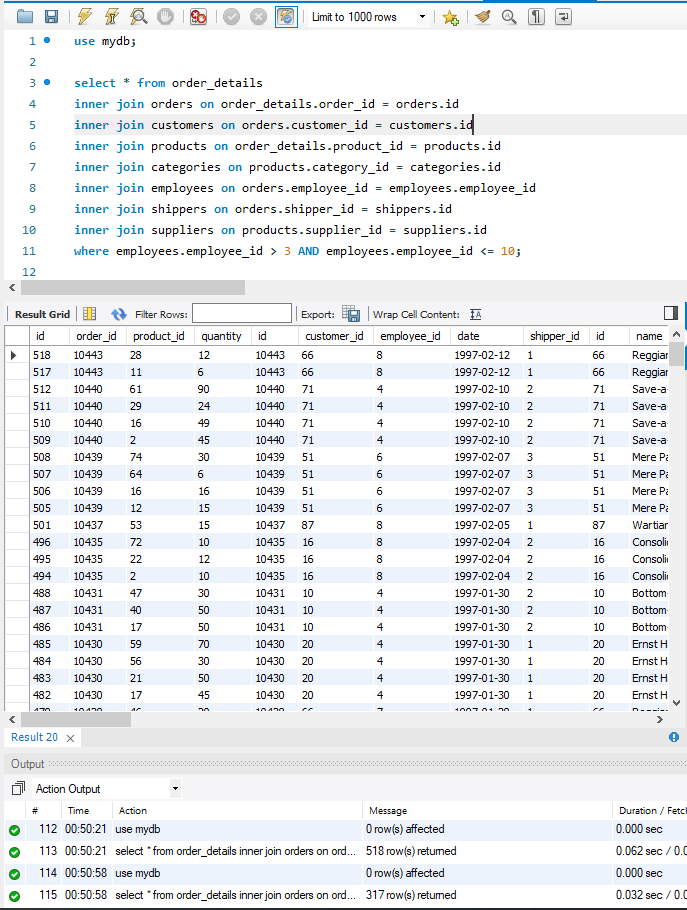 Limit to 1000 rows
1 use mydb;
2
3 select * from order_details
4 inner join orders on order_details.order_id = orders.id
5 inner join customers on orders.customer_id = customers.id
6 inner join products on order_details.product_id = products.id
7 inner join categories on products.category_id = categories.id
8 inner join employees on orders.employee_id = employees.employee_id
9 inner join shippers on orders.shipper_id = shippers.id
10 inner join suppliers on products.supplier_id = suppliers.id
11 where employees.employee_id > 3 AND employees.employee_id <= 10;
12
Result Grid Filter Rows: Export: Wrap Cell Content: IA
id order_id product_id quantity id customer_id employee_id date shipper_id id name
518 10443 28 12 10443 66 8 1997-02-12 1 66 Reggiar
517 10443 11 6 10443 66 8 1997-02-12 1 66 Reggiar
512 10440 61 90 10440 71 4 1997-02-10 2 71 Save-a-
511 10440 29 24 10440 71 4 1997-02-10 2 71 Save-a-
510 10440 16 49 10440 71 4 1997-02-10 2 71 Save-a-
509 10440 2 45 10440 71 4 1997-02-10 2 71 Save-a-
508 10439 74 30 10439 51 6 1997-02-07 3 51 Mere Pa
507 10439 64 6 10439 51 6 1997-02-07 3 51 Mere Pa
506 10439 16 16 10439 51 6 1997-02-07 3 51 Mere Pa
505 10439 12 15 10439 51 6 1997-02-07 3 51 Mere Pa
501 10437 53 15 10437 87 8 1997-02-05 1 87 Wartian
496 10435 72 10 10435 16 8 1997-02-04 2 16 Consoli
495 10435 22 12 10435 16 8 1997-02-04 2 16 Consoli
494 10435 2 10 10435 16 8 1997-02-04 2 16 Consoli
488 10431 47 30 10431 10 4 1997-01-30 2 10 Bottom-
487 10431 40 50 10431 10 4 1997-01-30 2 10 Bottom-
486 10431 17 50 10431 10 4 1997-01-30 2 10 Bottom-
485 10430 59 70 10430 20 4 1997-01-30 1 20 Ernst H
484 10430 56 30 10430 20 4 1997-01-30 1 20 Ernst H
483 10430 21 50 10430 20 4 1997-01-30 1 20 Ernst H
482 10430 17 45 10430 20 4 1997-01-30 1 20 Ernst H
Result 20
Output
Action Output
# Time Action Message Duration / Fetch
112 00:50:21 use mydb 0 row(s) affected 0.000 sec
113 00:50:21 select * from order_details inner join orders on ord... 518 row(s) returned 0.062 sec / 0.0
114 00:50:58 use mydb 0 row(s) affected 0.000 sec
115 00:50:58 select * from order_details inner join orders on ord... 317 row(s) returned 0.032 sec / 0.0